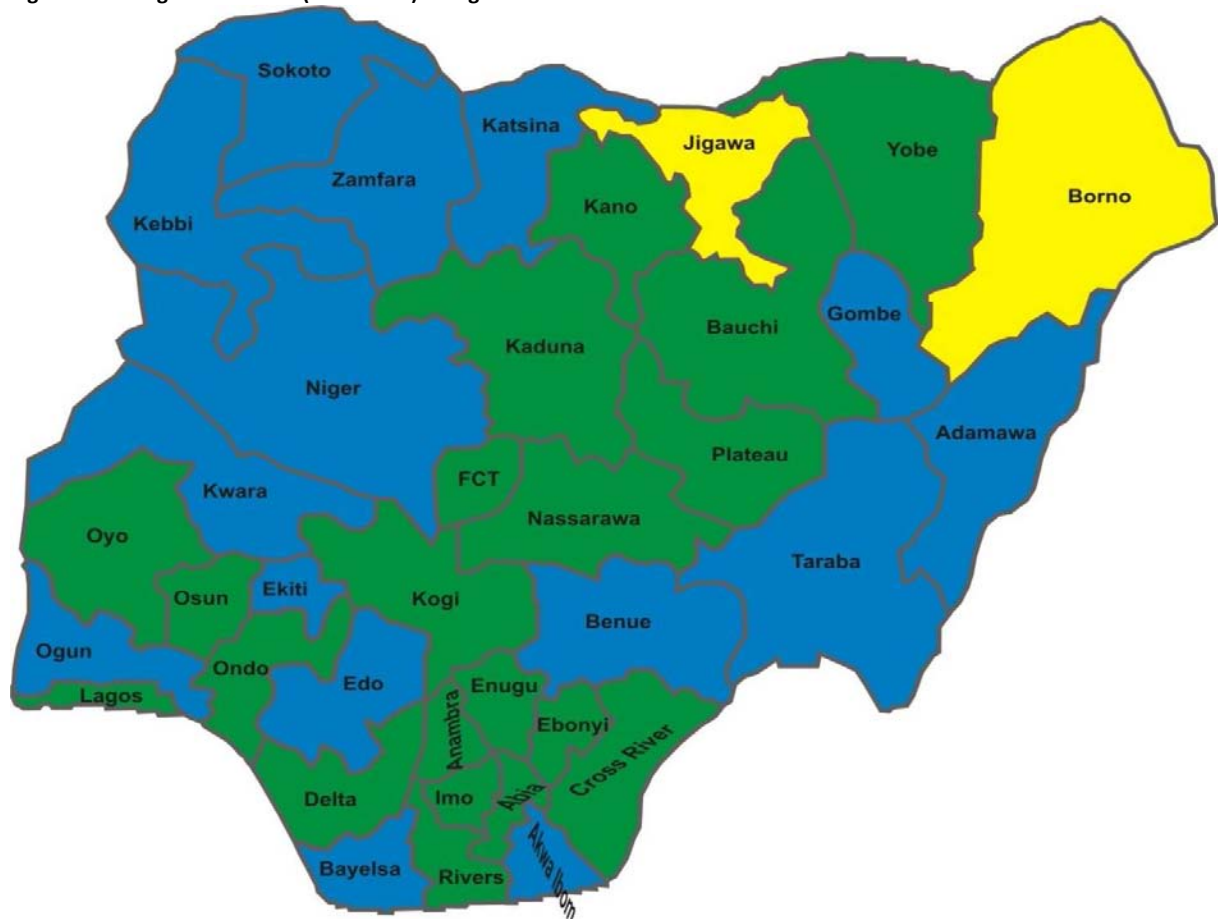 Sokoto
Katsina
Jigawa
Yobe
Zamfara
Borno
Kano
Kebbi
Gombe
Bauchi
Kaduna
Niger
Adamawa
Plateau
FCT
Kwara
Nassarawa
Oyo
Taraba
Ekiti
Osun
Kogi
Benue
Ogun
Ondo
Edo
Enugu
Lagos
Anambra
Ebonyi
Cross River
Delta
Imo
Abia
Bayelsa
Rivers
Akwa Ibom